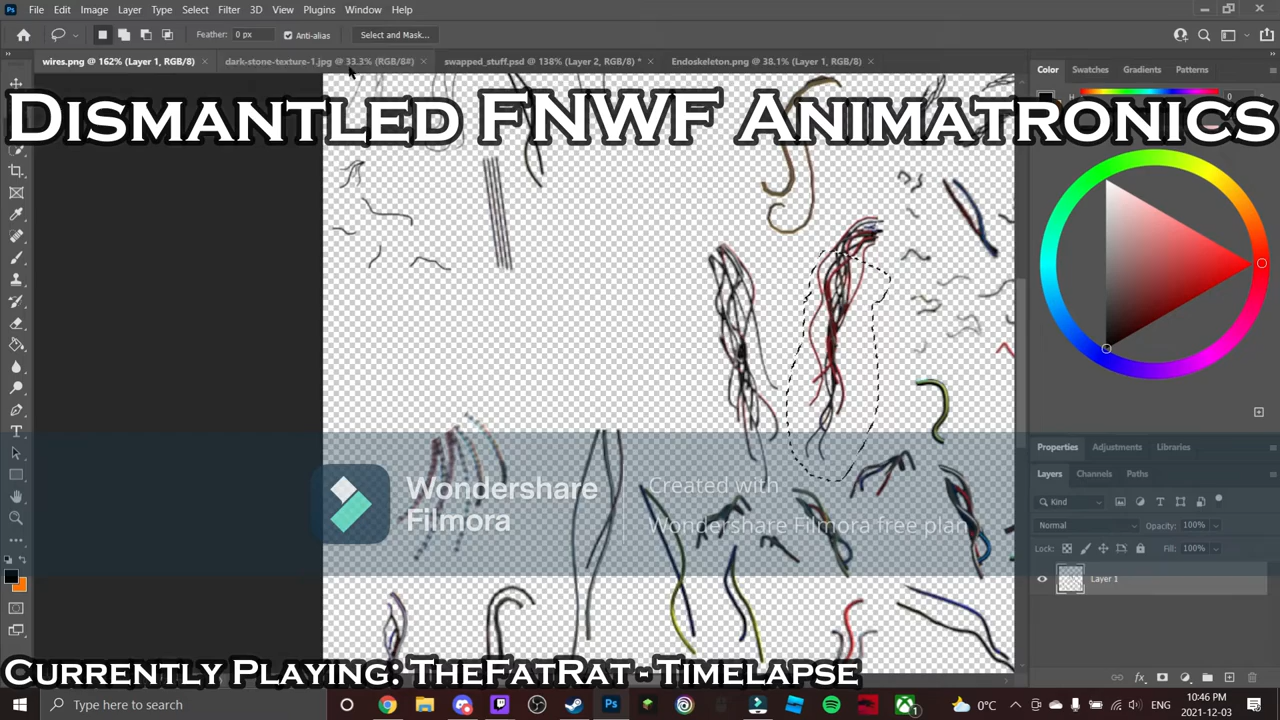 File Edit Image Layer Type Select Filter 3D View Plugins Window Help
Feather: 0 px Anti-alias Select and Mask...
wires.png @ 162% (Layer 1, RGB/8) × dark-stone-texture-1.jpg @ 33.3% (RGB/8#) × swapped_stuff.psd @ 138% (Layer 2, RGB/8) * × Endoskeleton.png @ 38.1% (Layer 1, RGB/8) ×
Color Swatches Gradients Patterns
H 0
Dismantled FNWF Animatronics
Properties Adjustments Libraries
Layers Channels Paths
Kind
Normal Opacity: 100%
Lock: Fill: 100%
Layer 1
Wondershare
Filmora
Created with
Wondershare Filmora free plan
Currently Playing: TheFatRat - Timelapse
Type here to search
1
0°C
ENG
10:46 PM
2021-12-03